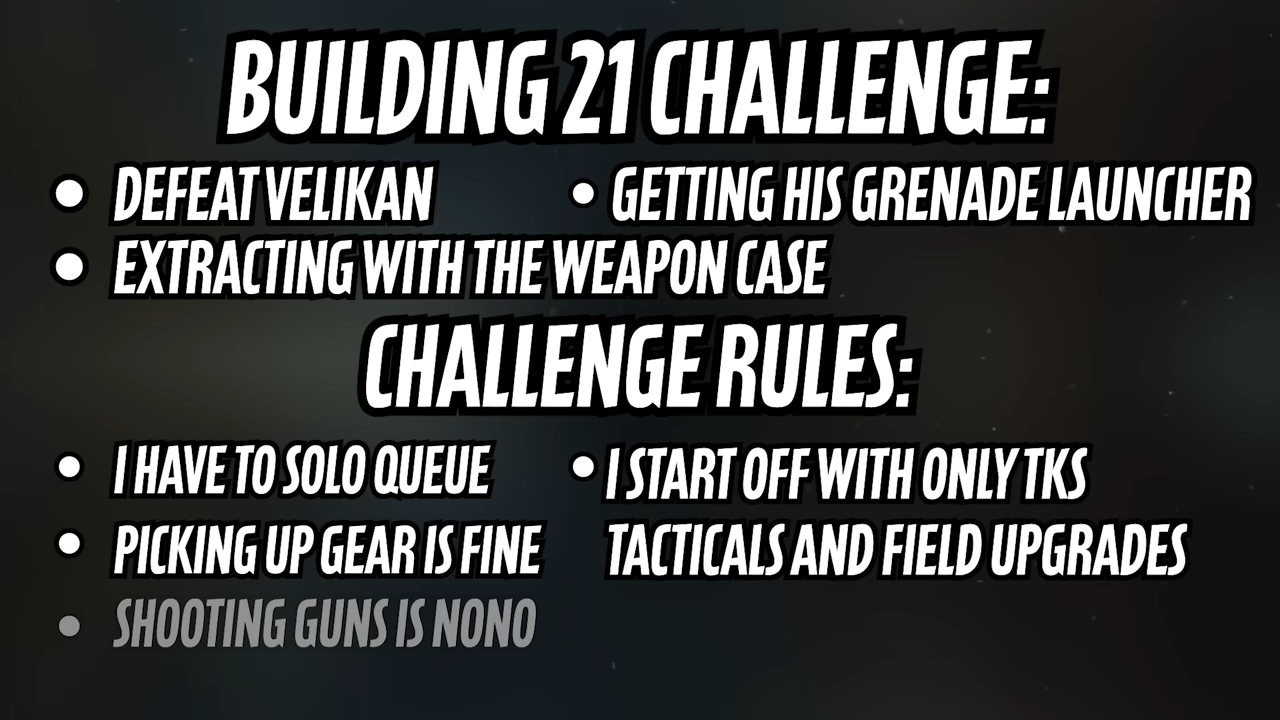 BUILDING 21 CHALLENGE:
• DEFEAT VELIKAN
• GETTING HIS GRENADE LAUNCHER
• EXTRACTING WITH THE WEAPON CASE
CHALLENGE RULES:
• I HAVE TO SOLO QUEUE
• PICKING UP GEAR IS FINE
• SHOOTING GUNS IS NONO
• I START OFF WITH ONLY TKS
TACTICALS AND FIELD UPGRADES